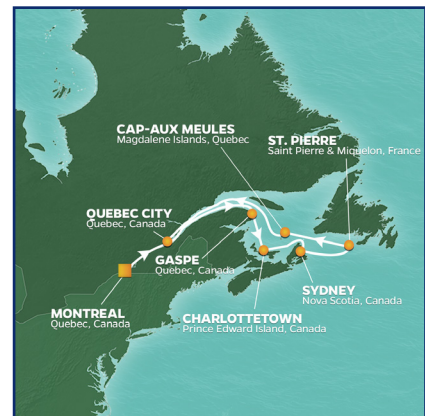 CAP-AUX MEULES
Magdalene Islands, Quebec
ST. PIERRE
Saint Pierre & Miquelon, France
QUEBEC CITY
Quebec, Canada
GASPE
Quebec, Canada
SYDNEY
Nova Scotia, Canada
MONTREAL
Quebec, Canada
CHARLOTTETOWN
Prince Edward Island, Canada